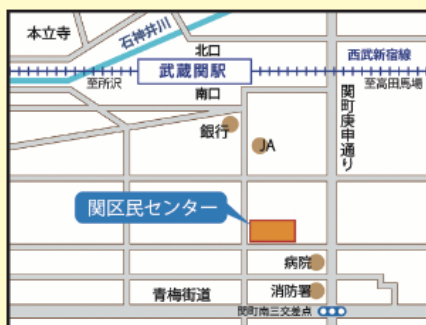 本立寺
石神井川
北口
西武新宿線
武蔵関駅
至所沢
至高田馬場
南口
関町庚申通り
銀行
JA
関区民センター
病院
青梅街道
消防署
関町南三交差点